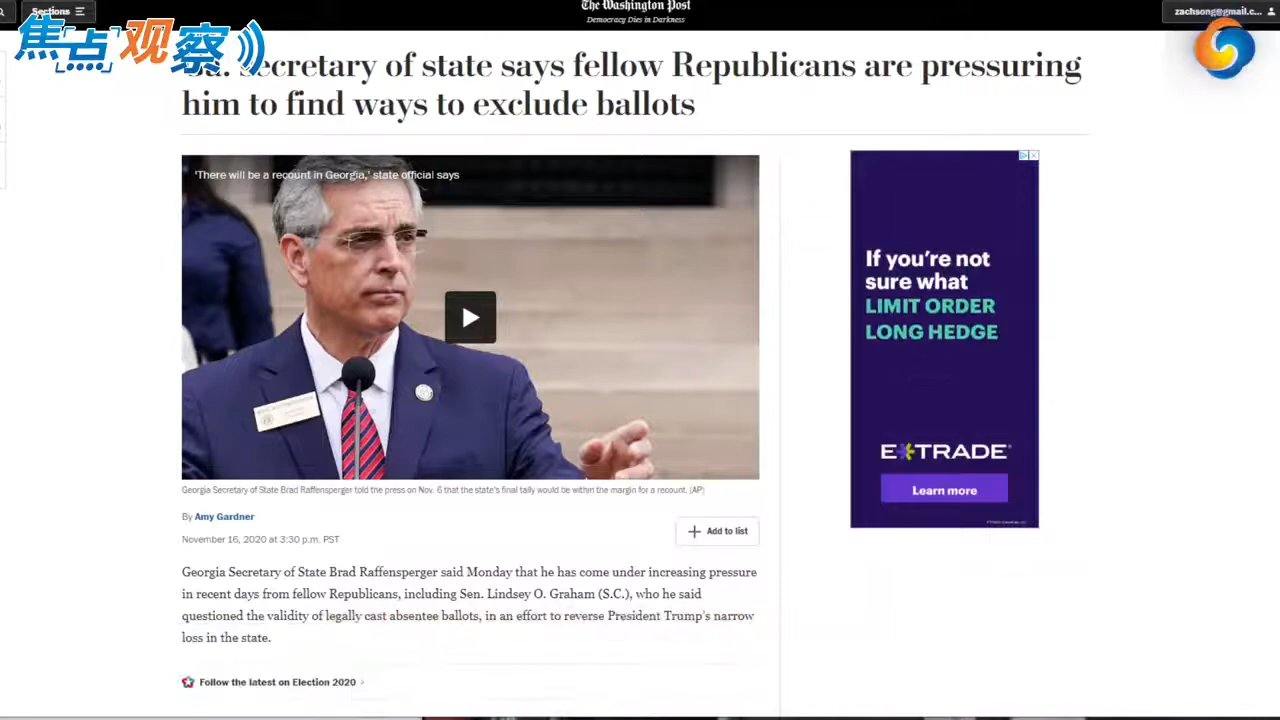 Sections
The Washington Post
Democracy Dies in Darkness
zachsong@gmail.c...
焦点观察
Secretary of state says fellow Republicans are pressuring
him to find ways to exclude ballots
'There will be a recount in Georgia,' state official says
If you're not
sure what
LIMIT ORDER
LONG HEDGE
E*TRADE
Learn more
Georgia Secretary of State Brad Raffensperger told the press on Nov. 6 that the state's final tally would be within the margin for a recount. (AP)
By Amy Gardner
November 16, 2020 at 3:30 p.m. PST
Add to list
Georgia Secretary of State Brad Raffensperger said Monday that he has come under increasing pressure
in recent days from fellow Republicans, including Sen. Lindsey O. Graham (S.C.), who he said
questioned the validity of legally cast absentee ballots, in an effort to reverse President Trump's narrow
loss in the state.
Follow the latest on Election 2020